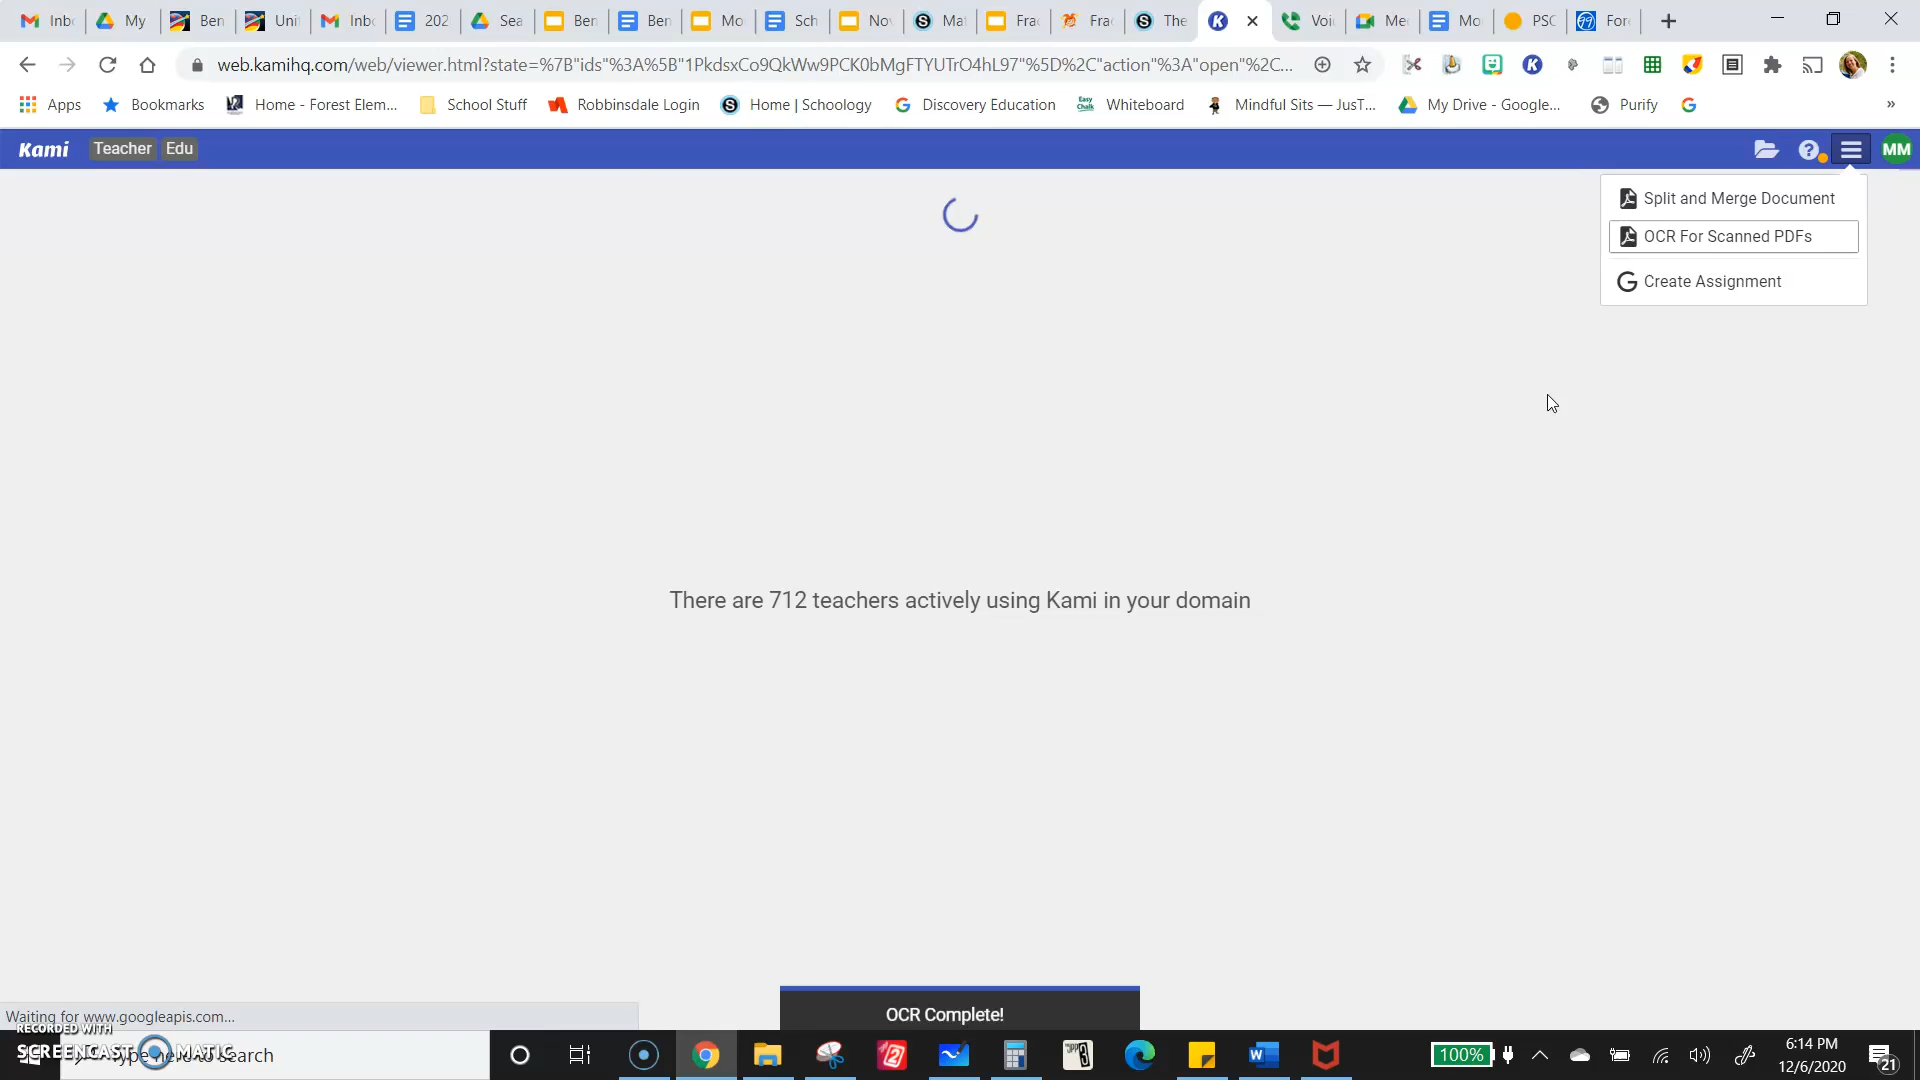 Inb My Ben Uni Inb 202 Sea Ben Ben Mo Sch Nov Mat Fra Fra The Voi Me Mo PSC For
web.kamihq.com/web/viewer.html?state=%7B"ids"%3A%5B"1PkdsxCo9QkWw9PCK0bMgFTYUTrO4hL97"%5D%2C"action"%3A"open"%2C...
Apps Bookmarks Home - Forest Elem... School Stuff Robbinsdale Login Home | Schoology Discovery Education Whiteboard Mindful Sits — JusT... My Drive - Google... Purify »
Kami Teacher Edu MM
Split and Merge Document
OCR For Scanned PDFs
Create Assignment
There are 712 teachers actively using Kami in your domain
OCR Complete!
Waiting for www.googleapis.com...
RECORDED WITH
SCREENCAST MATIC
Type here to search
100%
6:14 PM
12/6/2020
21